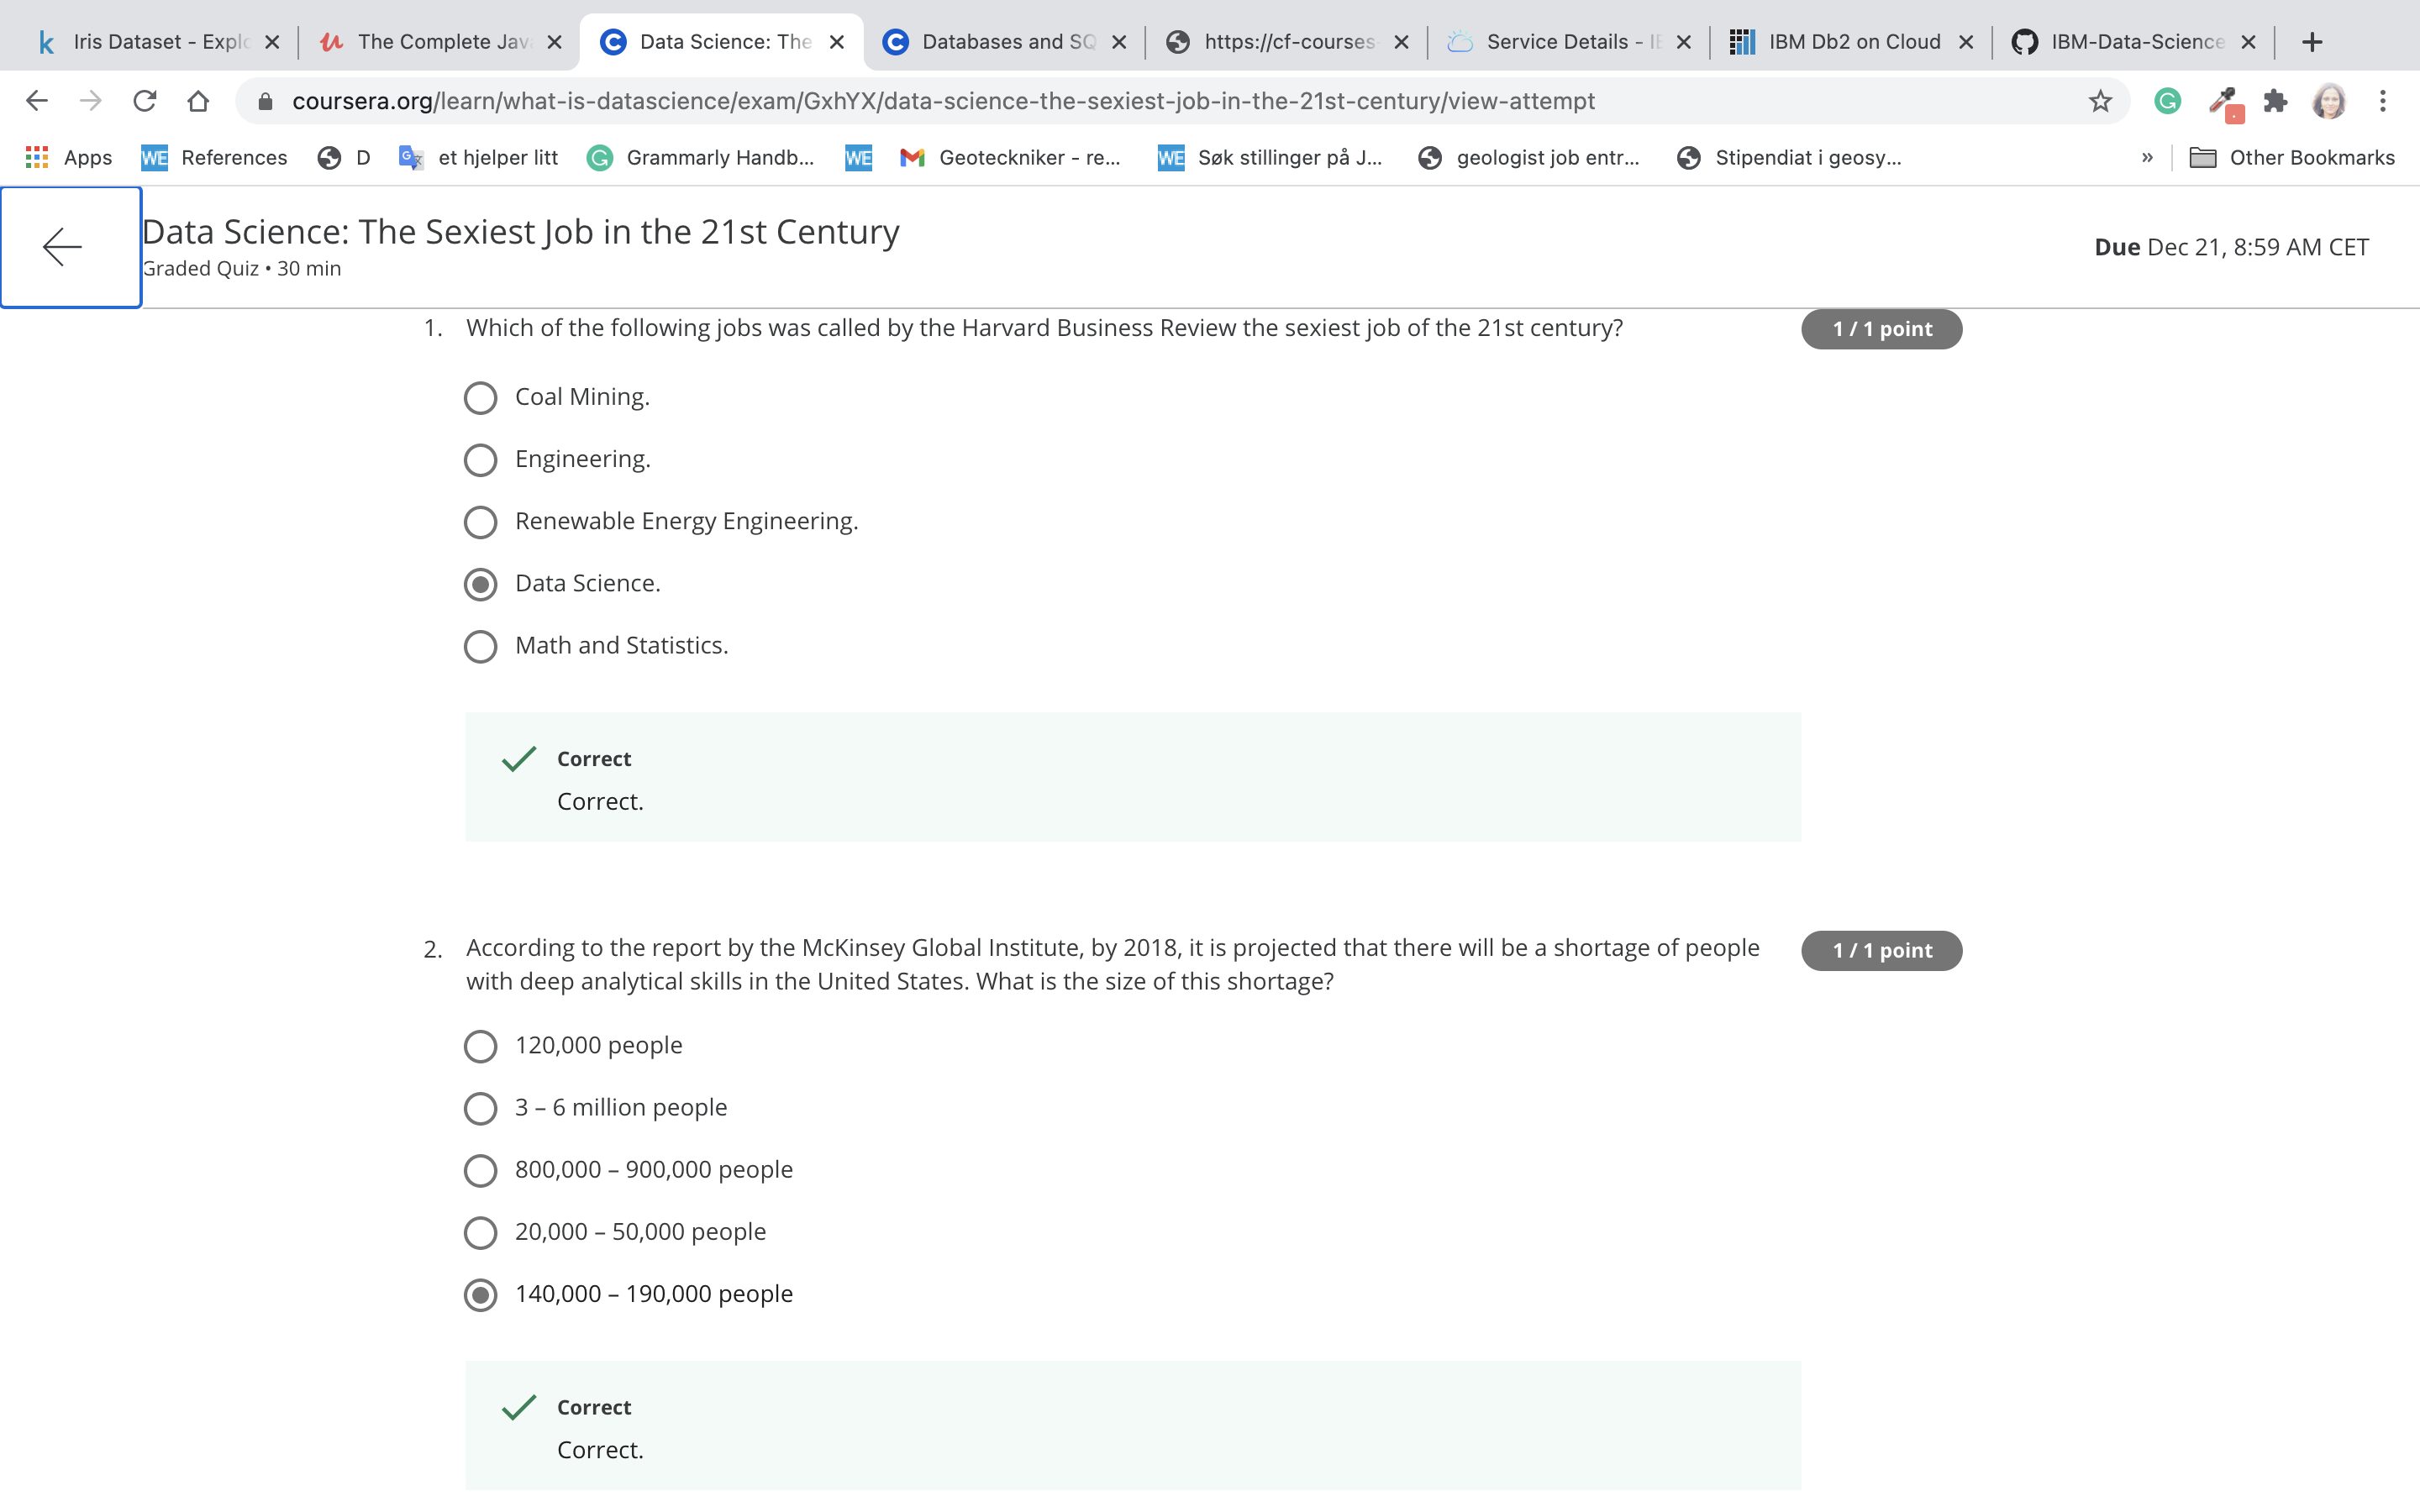 Iris Dataset - Explo
The Complete Jav
Data Science: The
Databases and SQ
https://cf-courses-
Service Details - IB
IBM Db2 on Cloud
IBM-Data-Science
coursera.org/learn/what-is-datascience/exam/GxhYX/data-science-the-sexiest-job-in-the-21st-century/view-attempt
Apps
WE References
D
et hjelper litt
Grammarly Handb...
WE
Geoteckniker - re...
WE Søk stillinger på J...
geologist job entr...
Stipendiat i geosy...
»
Other Bookmarks
Data Science: The Sexiest Job in the 21st Century
Graded Quiz • 30 min
Due Dec 21, 8:59 AM CET
1. Which of the following jobs was called by the Harvard Business Review the sexiest job of the 21st century?
1 / 1 point
Coal Mining.
Engineering.
Renewable Energy Engineering.
Data Science.
Math and Statistics.
Correct
Correct.
2. According to the report by the McKinsey Global Institute, by 2018, it is projected that there will be a shortage of people
with deep analytical skills in the United States. What is the size of this shortage?
1 / 1 point
120,000 people
3 – 6 million people
800,000 – 900,000 people
20,000 – 50,000 people
140,000 – 190,000 people
Correct
Correct.